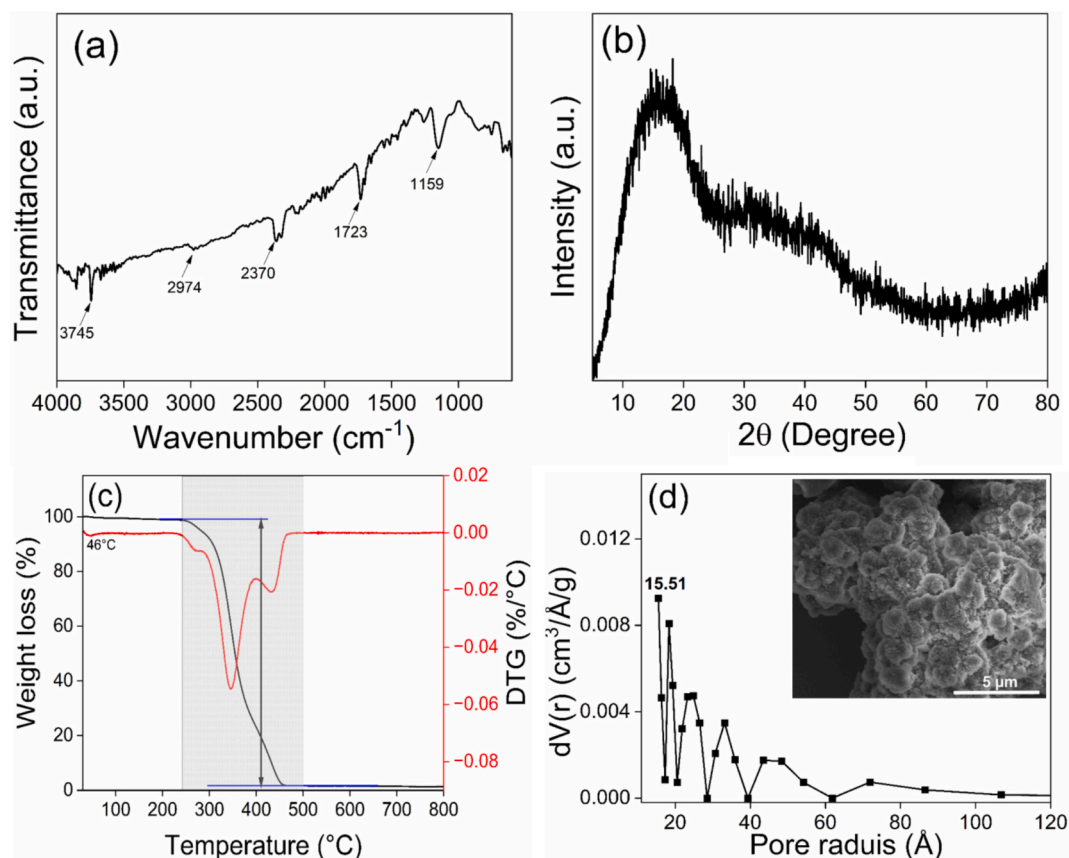 (a)
Transmittance (a.u.)
3745
2974
2370
1723
1159
4000 3500 3000 2500 2000 1500 1000
Wavenumber (cm⁻¹)
(b)
Intensity (a.u.)
10 20 30 40 50 60 70 80
2θ (Degree)
(c)
Weight loss (%)
100
80
60
40
20
0
46°C
0.02
0.00
−0.02
−0.04
−0.06
−0.08
DTG (%/°C)
100 200 300 400 500 600 700 800
Temperature (°C)
(d)
dV(r) (cm³/Å/g)
0.012
0.008
0.004
0.000
15.51
5 µm
20 40 60 80 100 120
Pore raduis (Å)